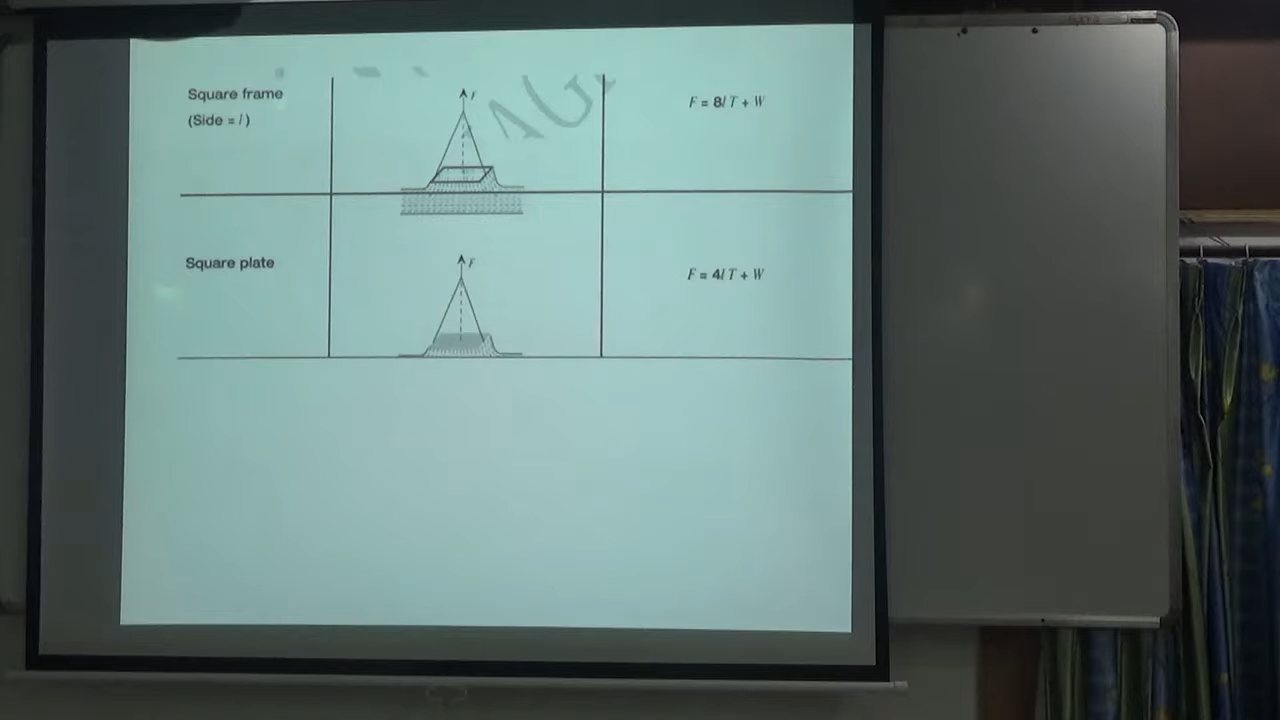 Square frame
(Side = l)
F
F = 8l T + W
Square plate
F
F = 4l T + W